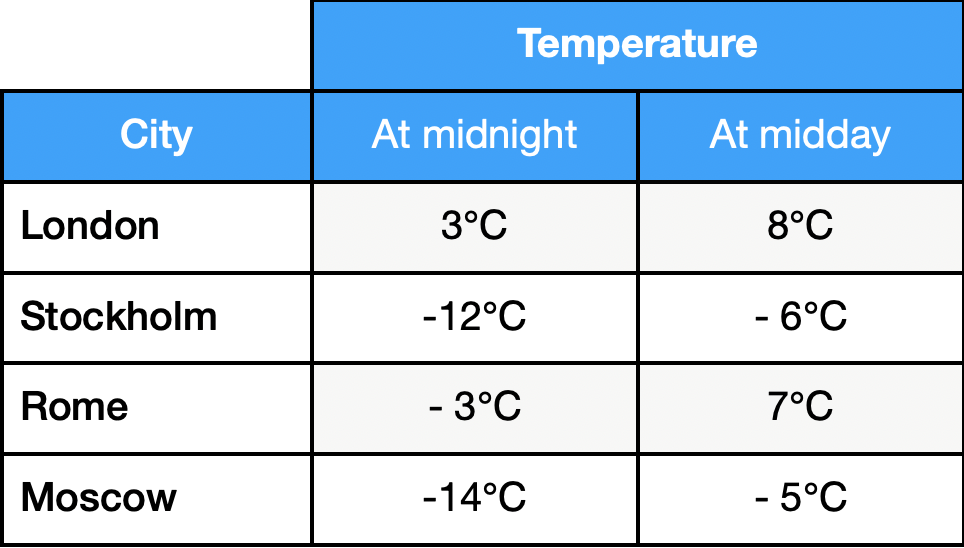 Temperature
City At midnight At midday
London 3°C 8°C
Stockholm -12°C - 6°C
Rome - 3°C 7°C
Moscow -14°C - 5°C